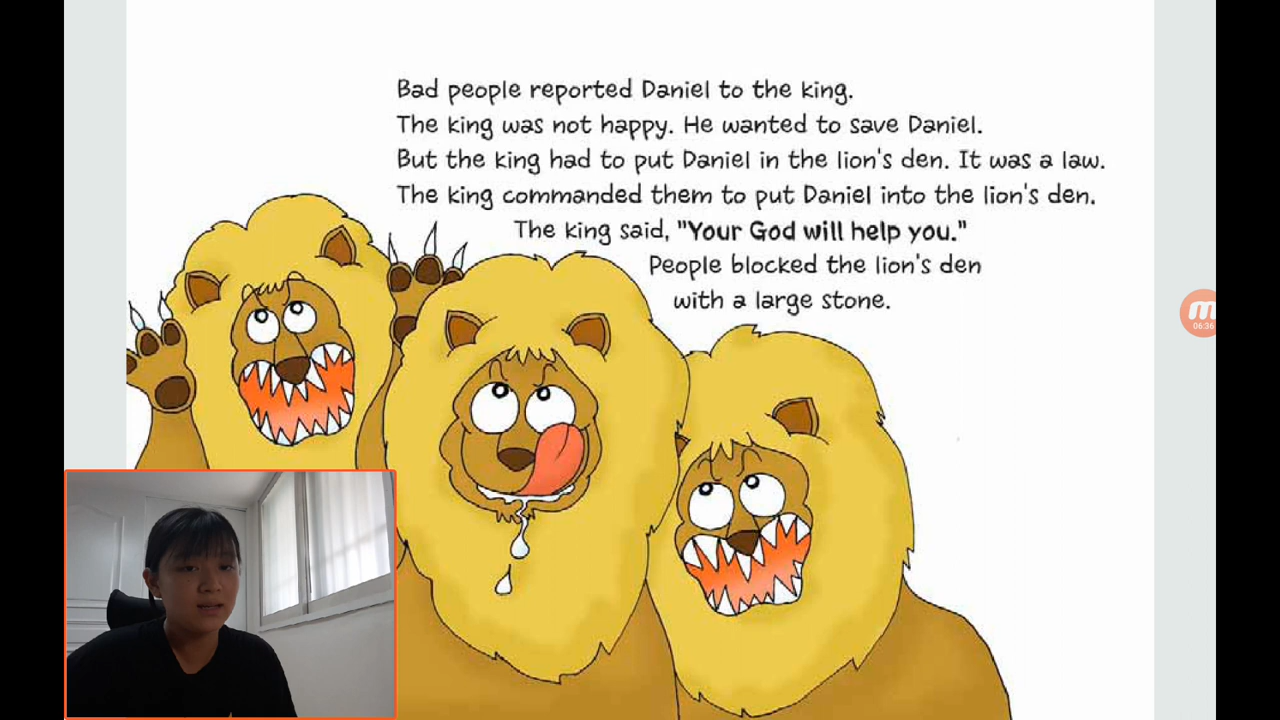 Bad people reported Daniel to the king.
The king was not happy. He wanted to save Daniel.
But the king had to put Daniel in the lion's den. It was a law.
The king commanded them to put Daniel into the lion's den.
The king said, "Your God will help you."
People blocked the lion's den
with a large stone.
06:36